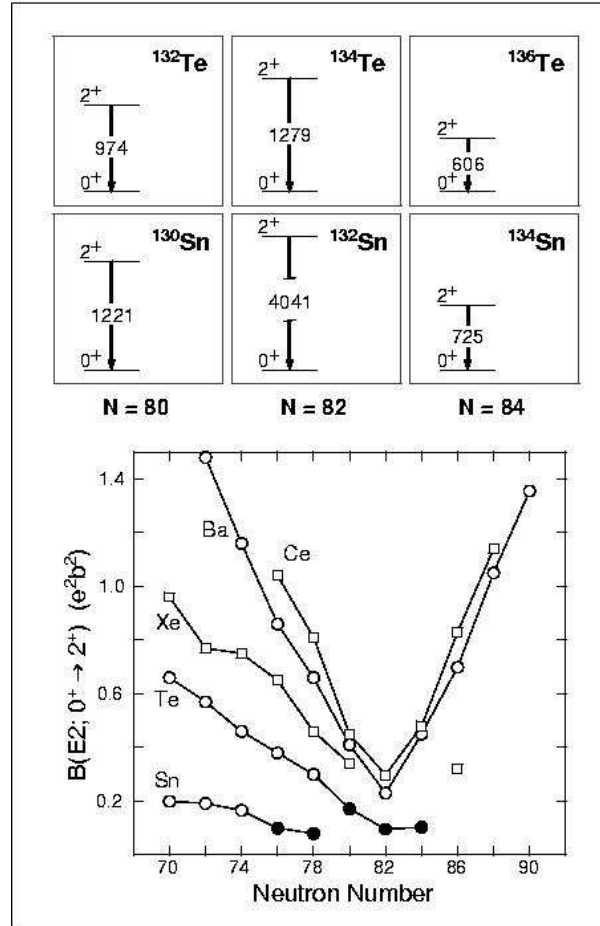 ¹³²Te
2⁺
974
0⁺
¹³⁴Te
2⁺
1279
0⁺
¹³⁶Te
2⁺
606
0⁺
¹³⁰Sn
2⁺
1221
0⁺
¹³²Sn
2⁺
4041
0⁺
¹³⁴Sn
2⁺
725
0⁺
N = 80
N = 82
N = 84
B(E2; 0⁺ → 2⁺) (e²b²)
1.4
1.0
0.6
0.2
Ba
Ce
Xe
Te
Sn
70 74 78 82 86 90
Neutron Number